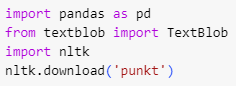 import pandas as pd
from textblob import TextBlob
import nltk
nltk.download('punkt')